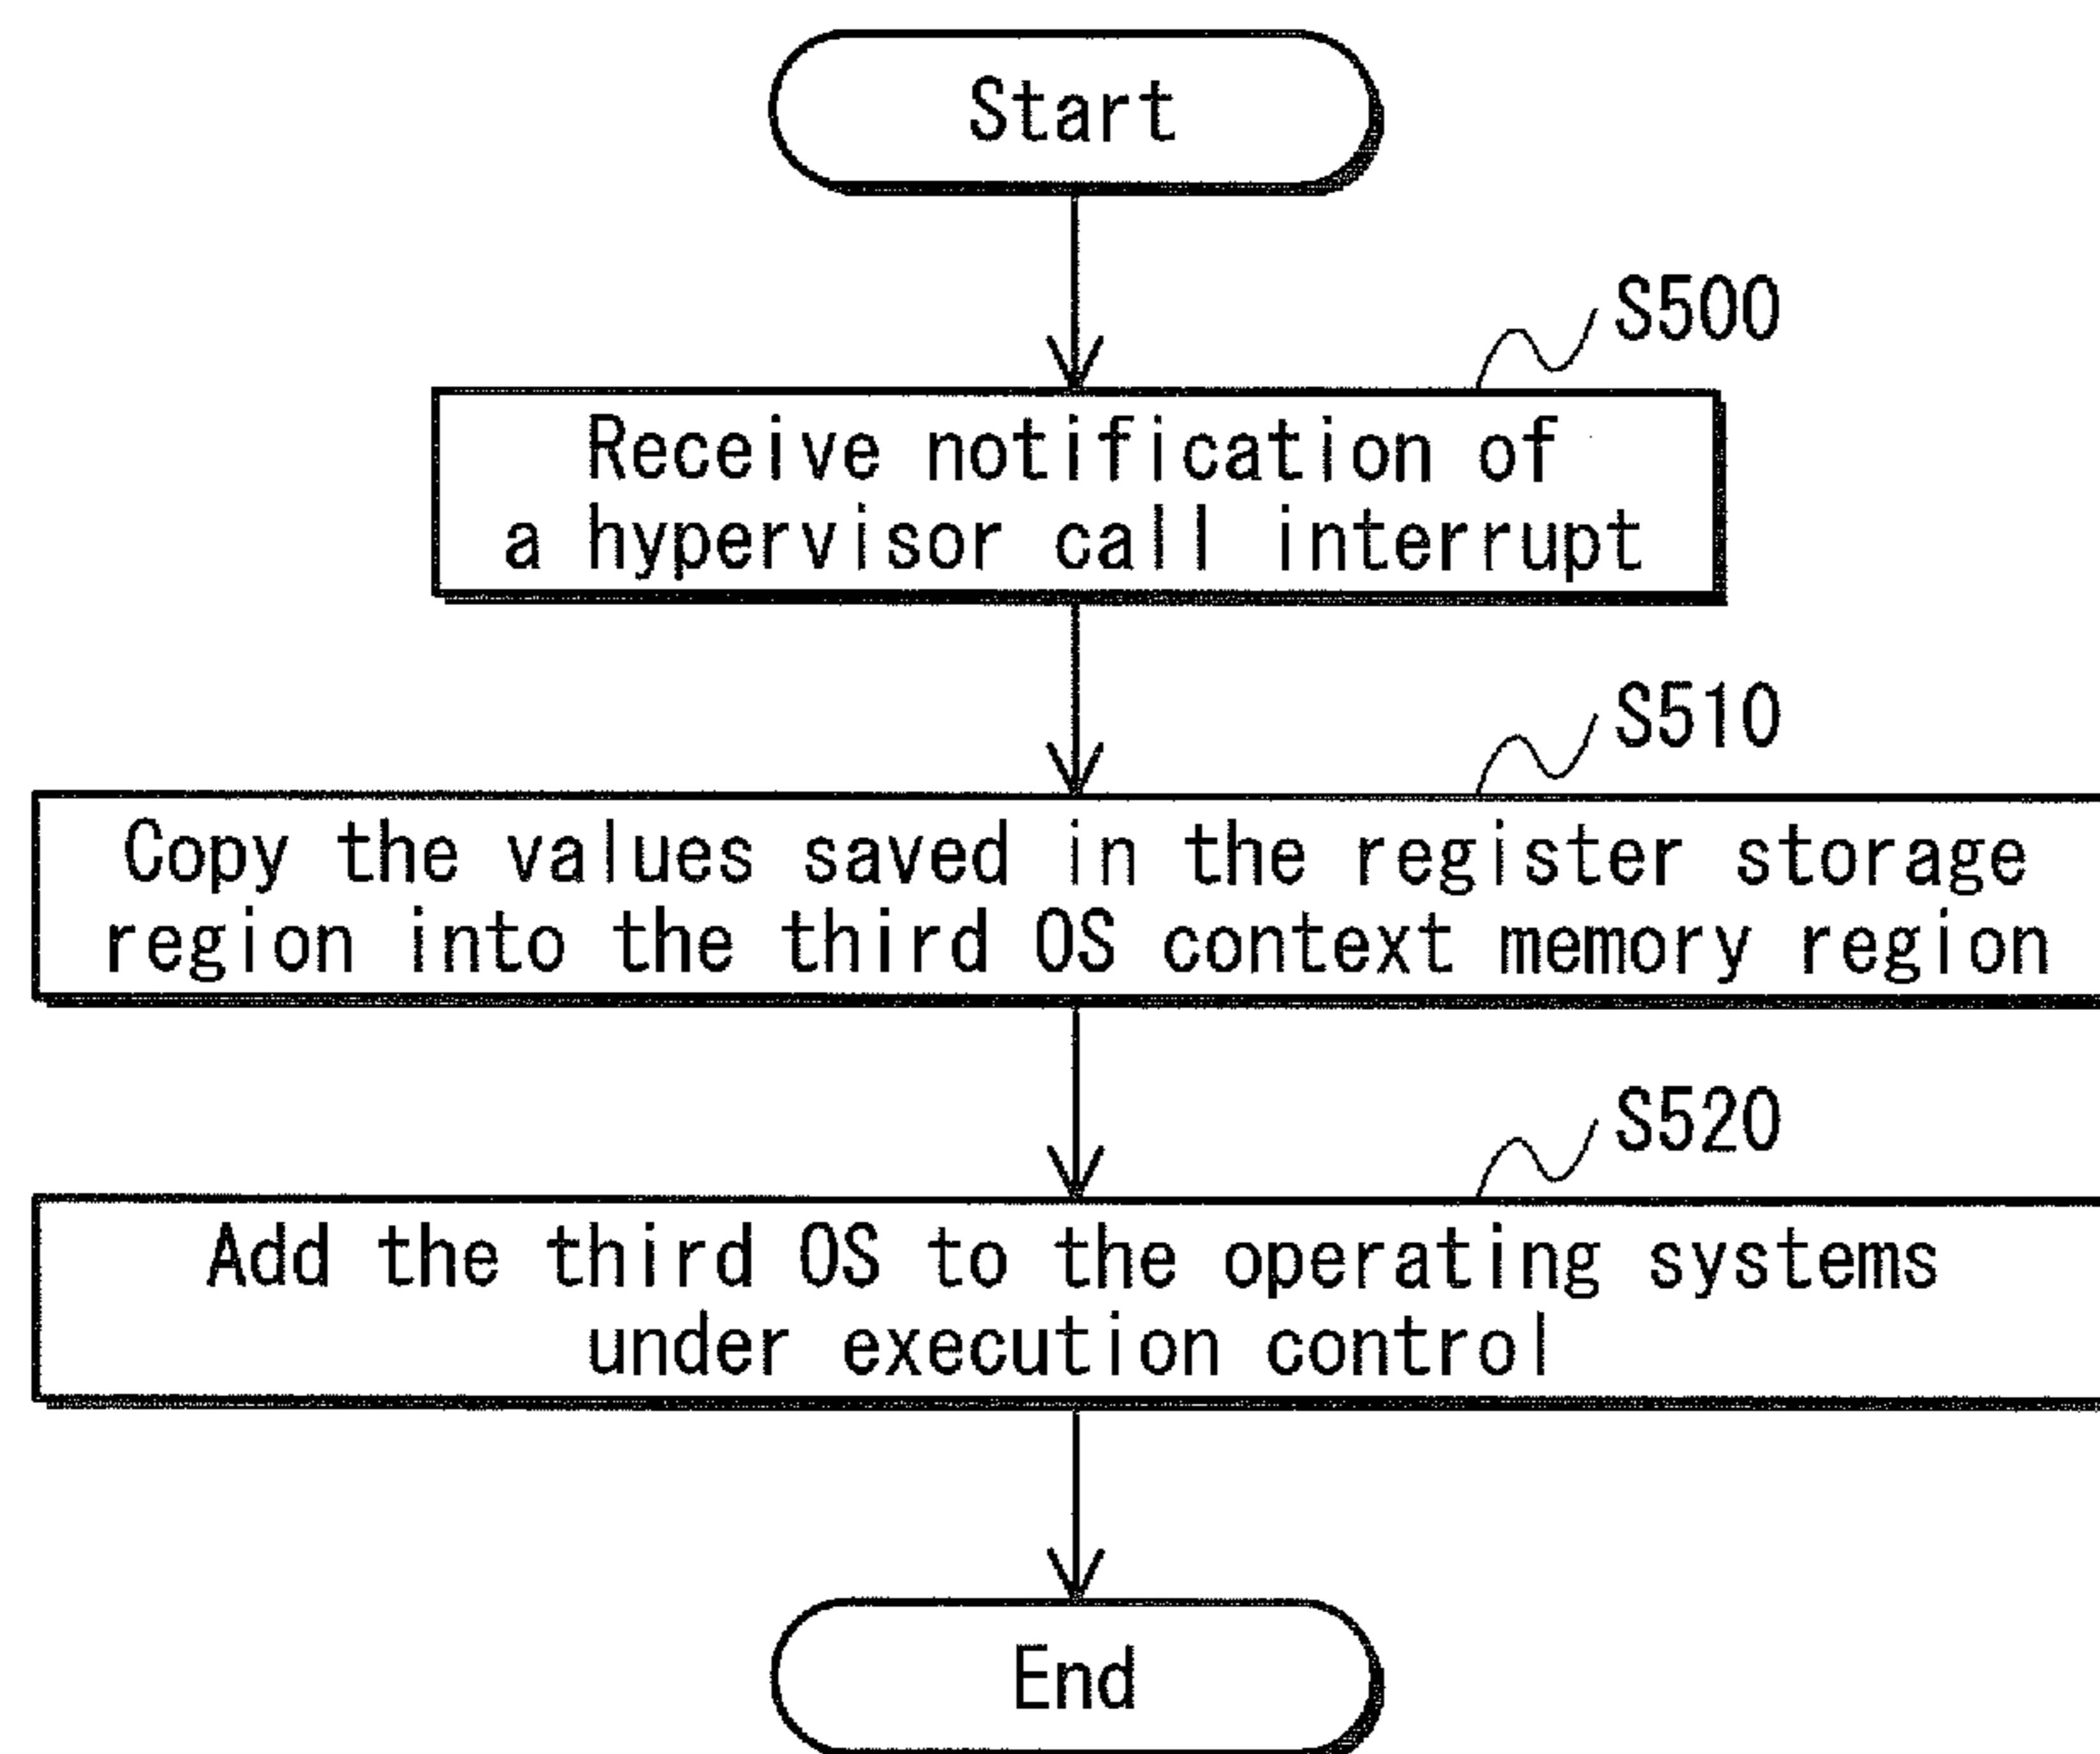 Start
S500
Receive notification of
a hypervisor call interrupt
S510
Copy the values saved in the register storage
region into the third OS context memory region
S520
Add the third OS to the operating systems
under execution control
End